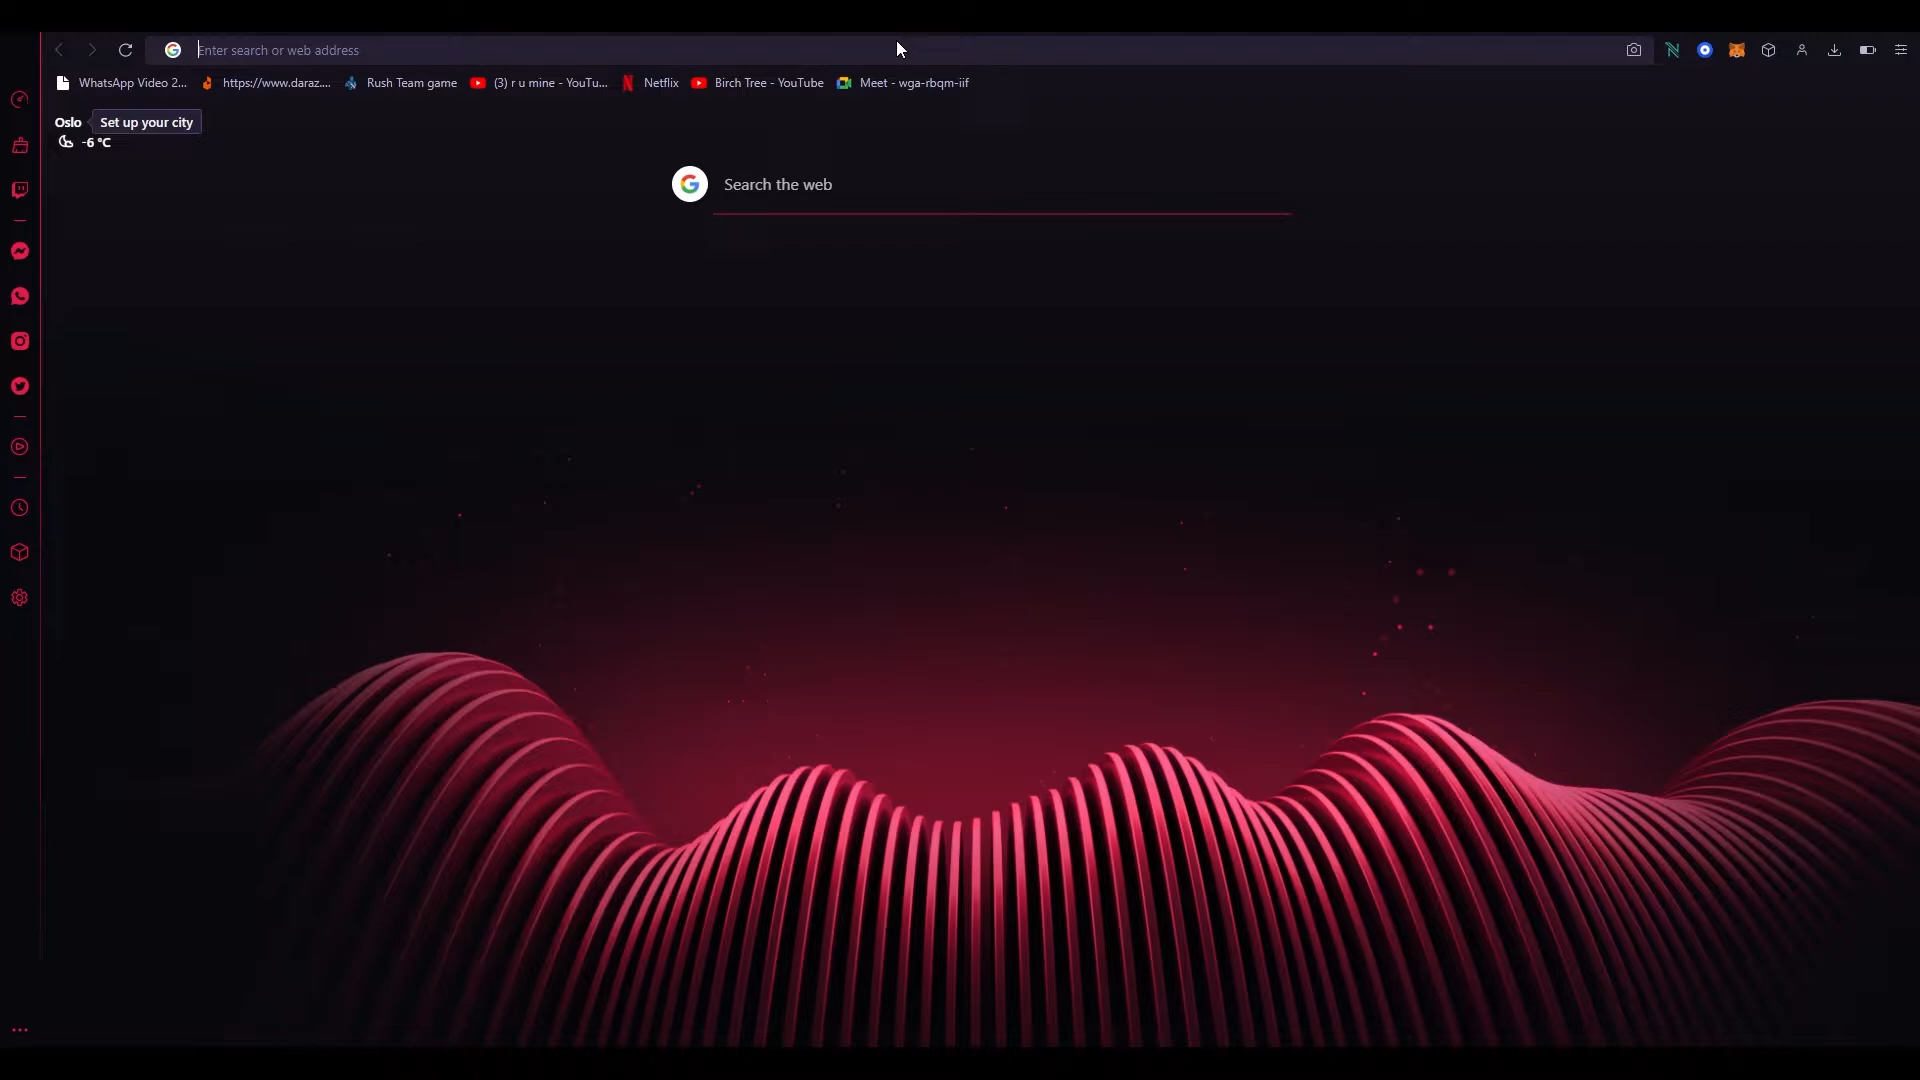 Enter search or web address
WhatsApp Video 2... https://www.daraz.... Rush Team game (3) r u mine - YouTu... Netflix Birch Tree - YouTube Meet - wga-rbqm-iif
Oslo Set up your city
-6 °C
Search the web